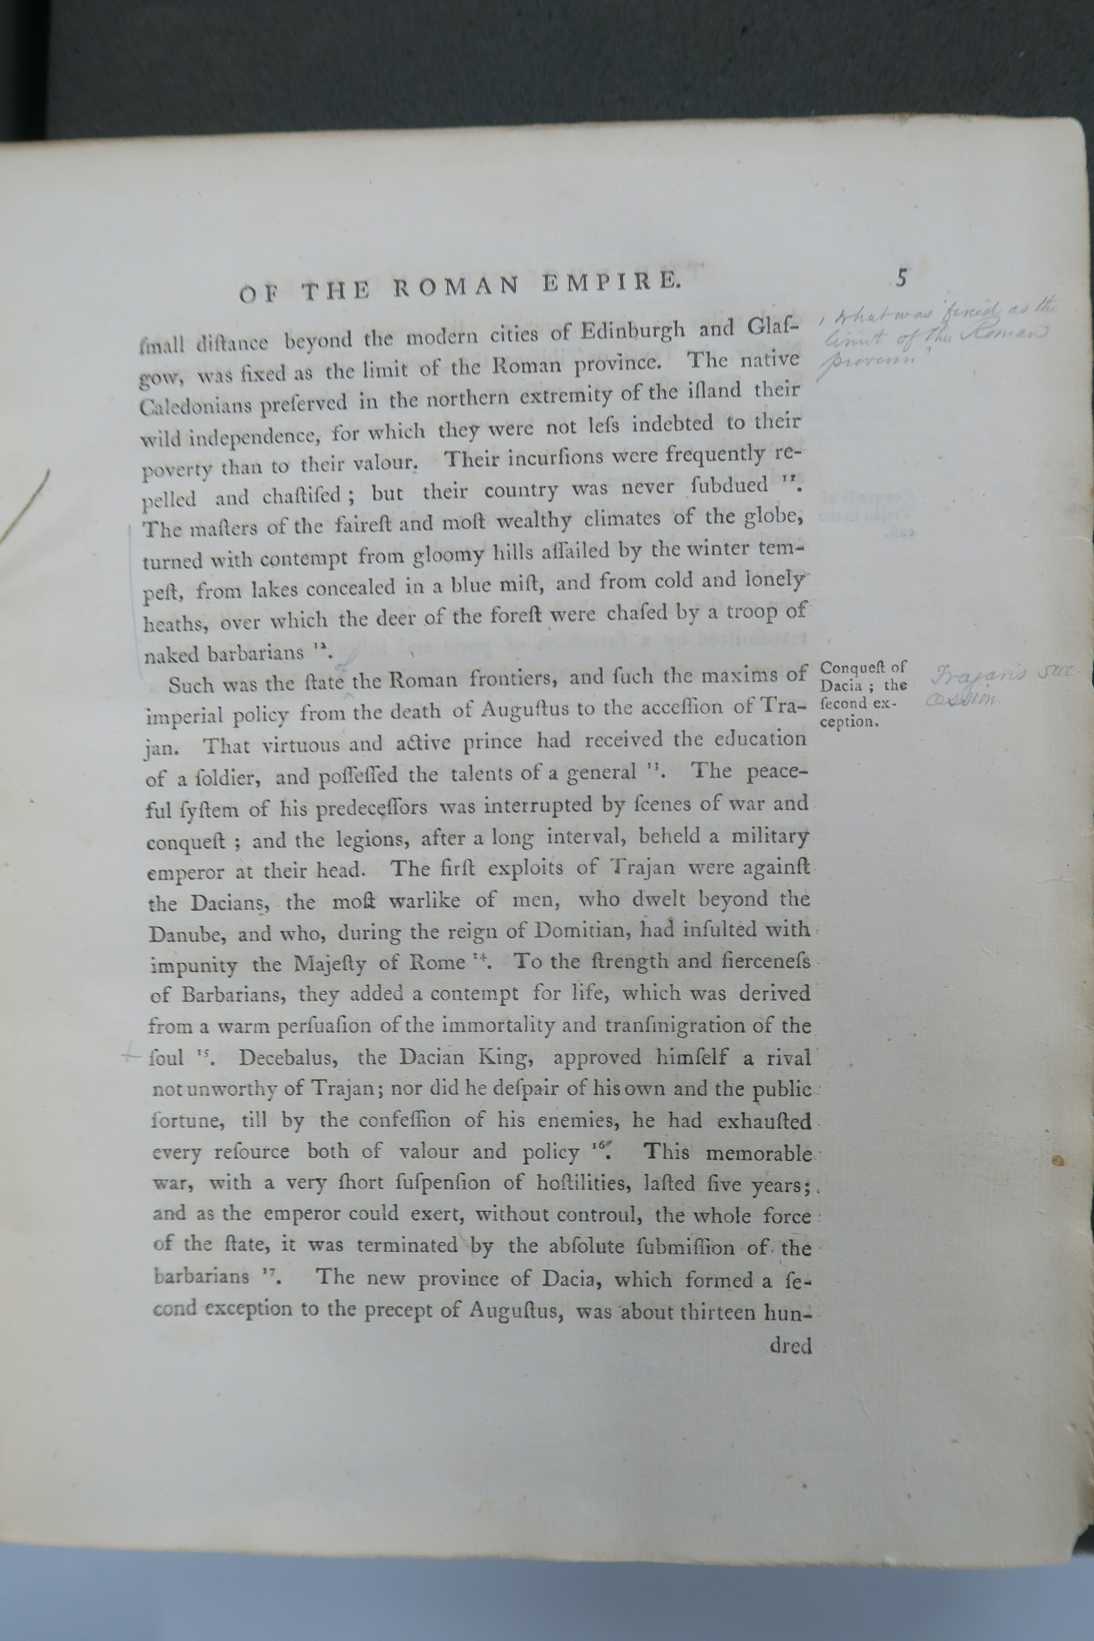 OF THE ROMAN EMPIRE. 5
ſmall diſtance beyond the modern cities of Edinburgh and Glaſ-
gow, was fixed as the limit of the Roman province. The native
Caledonians preſerved in the northern extremity of the iſland their
wild independence, for which they were not leſs indebted to their
poverty than to their valour. Their incurſions were frequently re-
pelled and chaſtiſed; but their country was never ſubdued ¹².
The maſters of the faireſt and moſt wealthy climates of the globe,
turned with contempt from gloomy hills aſſailed by the winter tem-
peſt, from lakes concealed in a blue miſt, and from cold and lonely
heaths, over which the deer of the foreſt were chaſed by a troop of
naked barbarians ¹².
Such was the ſtate the Roman frontiers, and ſuch the maxims of
imperial policy from the death of Auguſtus to the acceſſion of Tra-
jan. That virtuous and active prince had received the education
of a ſoldier, and poſſeſſed the talents of a general ¹³. The peace-
ful ſyſtem of his predeceſſors was interrupted by ſcenes of war and
conqueſt; and the legions, after a long interval, beheld a military
emperor at their head. The firſt exploits of Trajan were againſt
the Dacians, the moſt warlike of men, who dwelt beyond the
Danube, and who, during the reign of Domitian, had inſulted with
impunity the Majeſty of Rome ¹⁴. To the ſtrength and fierceneſs
of Barbarians, they added a contempt for life, which was derived
from a warm perſuaſion of the immortality and tranſmigration of the
ſoul ¹⁵. Decebalus, the Dacian King, approved himſelf a rival
not unworthy of Trajan; nor did he deſpair of his own and the public
fortune, till by the confeſſion of his enemies, he had exhauſted
every reſource both of valour and policy ¹⁶. This memorable
war, with a very ſhort ſuſpenſion of hoſtilities, laſted five years;
and as the emperor could exert, without controul, the whole force
of the ſtate, it was terminated by the abſolute ſubmiſſion of the
barbarians ¹⁷. The new province of Dacia, which formed a ſe-
cond exception to the precept of Auguſtus, was about thirteen hun-
dred
what was fixed as the
limit of the Roman
Conqueſt of
Dacia; the
ſecond ex-
ception.
Trajan's suc
cession